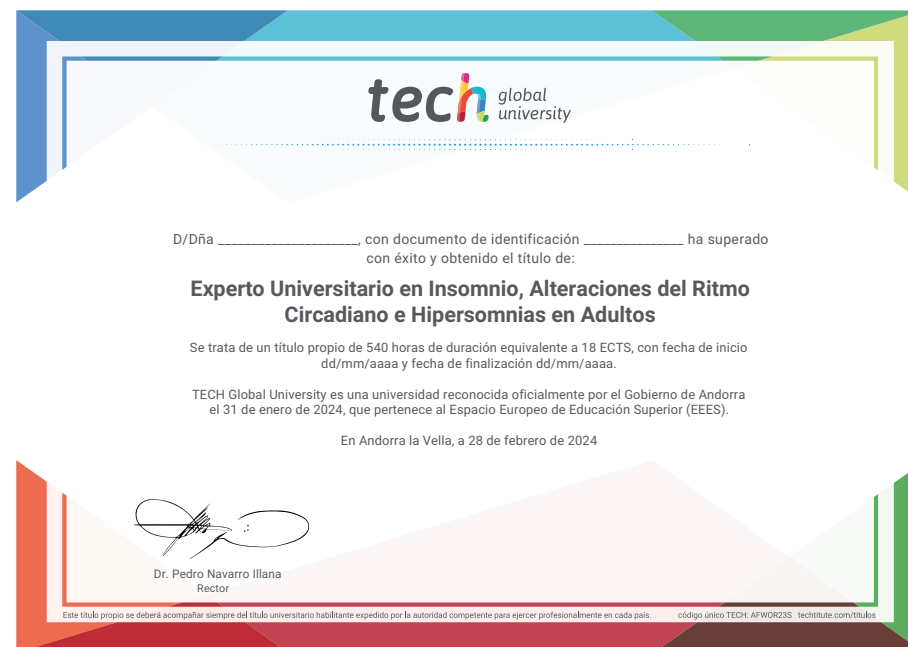 tech global
university
D/Dña ______________________, con documento de identificación ________________ ha superado
con éxito y obtenido el título de:
Experto Universitario en Insomnio, Alteraciones del Ritmo
Circadiano e Hipersomnias en Adultos
Se trata de un título propio de 540 horas de duración equivalente a 18 ECTS, con fecha de inicio
dd/mm/aaaa y fecha de finalización dd/mm/aaaa.
TECH Global University es una universidad reconocida oficialmente por el Gobierno de Andorra
el 31 de enero de 2024, que pertenece al Espacio Europeo de Educación Superior (EEES).
En Andorra la Vella, a 28 de febrero de 2024
Dr. Pedro Navarro Illana
Rector
Este título propio se deberá acompañar siempre del título universitario habilitante expedido por la autoridad competente para ejercer profesionalmente en cada país. código único TECH: AFWOR23S techtitute.com/titulos